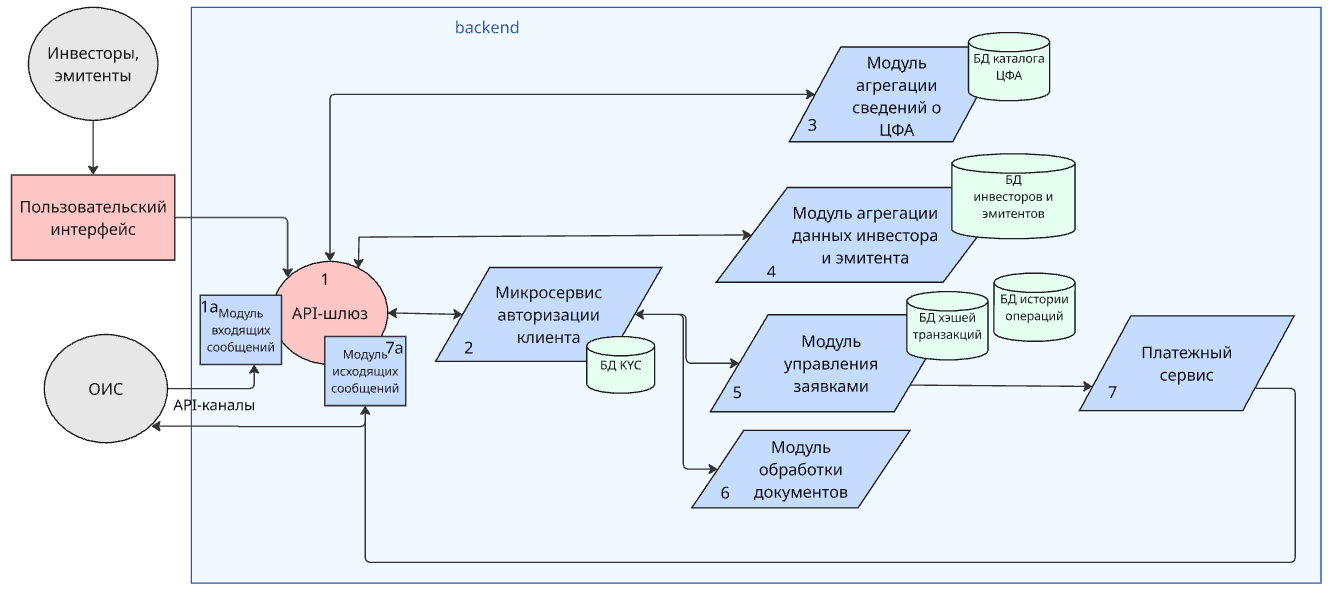 backend
Инвесторы,
эмитенты
Пользовательский
интерфейс
ОИС
API-каналы
1
API-шлюз
1а
Модуль
входящих
сообщений
7а
Модуль
исходящих
сообщений
Микросервис
авторизации
клиента
2
БД KYC
Модуль
агрегации
сведений о
ЦФА
3
БД каталога
ЦФА
Модуль агрегации
данных инвестора
и эмитента
4
БД
инвесторов и
эмитентов
Модуль
управления
заявками
5
БД хэшей
транзакций
БД истории
операций
Модуль
обработки
документов
6
Платежный
сервис
7